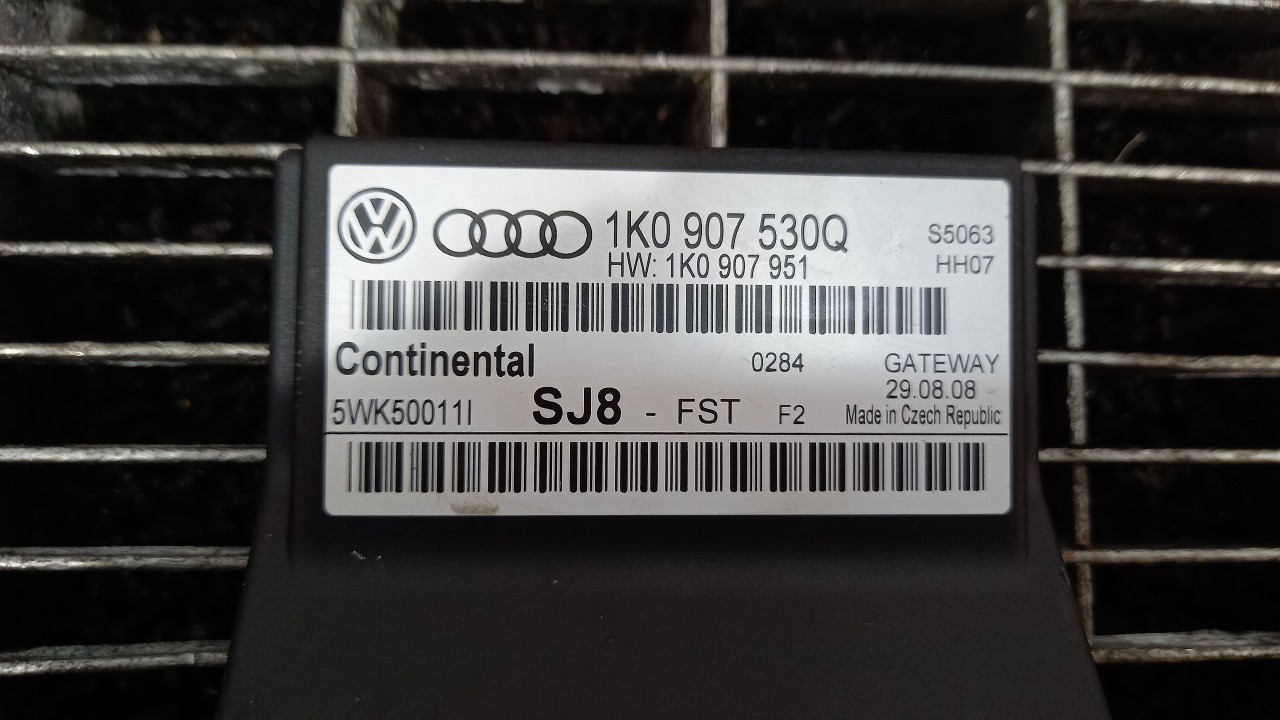 1K0 907 530Q S5063
HW: 1K0 907 951 HH07
Continental 0284 GATEWAY
29.08.08
5WK50011I SJ8 - FST F2 Made in Czech Republic